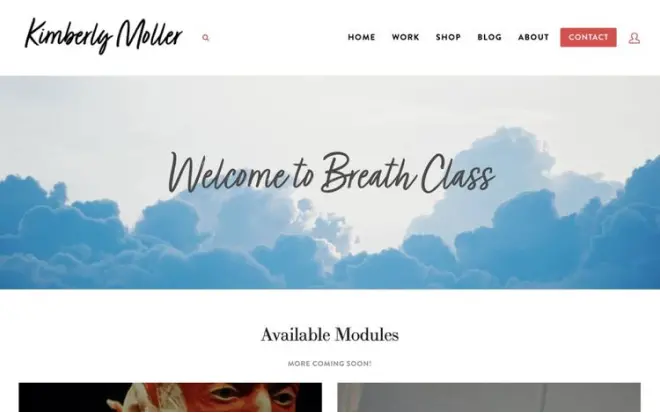 Kimberly Moller
HOME WORK SHOP BLOG ABOUT CONTACT
Welcome to Breath Class
Available Modules
MORE COMING SOON!